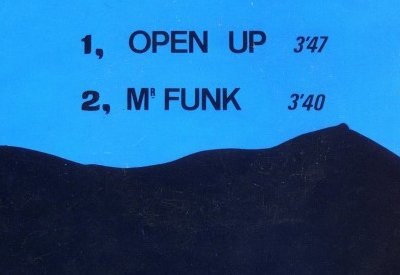 1, OPEN UP 3'47
2, Mᴿ FUNK 3'40